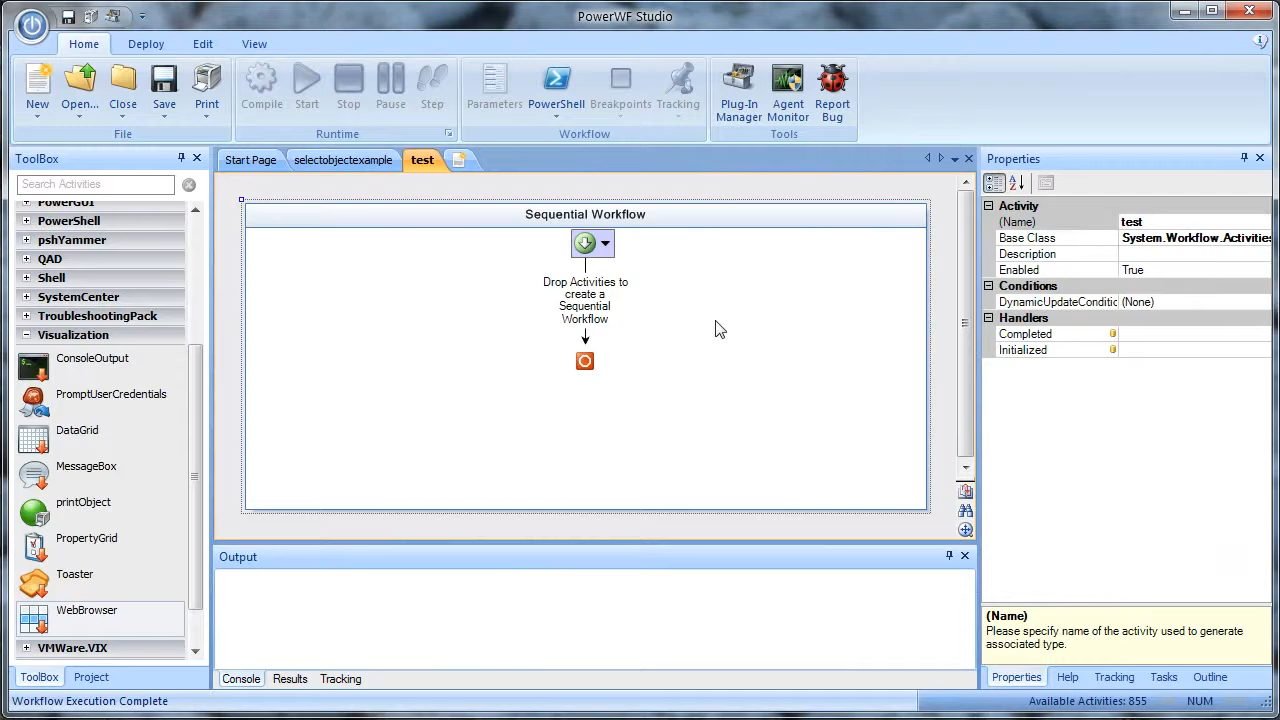 PowerWF Studio
Home
Deploy
Edit
View
New
Open...
Close
Save
Print
File
Compile
Start
Stop
Pause
Step
Runtime
Parameters
PowerShell
Breakpoints
Tracking
Workflow
Plug-In Manager
Agent Monitor
Report Bug
Tools
ToolBox
Search Activities
PowerGUI
PowerShell
pshYammer
QAD
Shell
SystemCenter
TroubleshootingPack
Visualization
ConsoleOutput
PromptUserCredentials
DataGrid
MessageBox
printObject
PropertyGrid
Toaster
WebBrowser
VMWare.VIX
ToolBox
Project
Start Page
selectobjectexample
test
Sequential Workflow
Drop Activities to
create a
Sequential
Workflow
Output
Console
Results
Tracking
Properties
Activity
(Name) test
Base Class System.Workflow.Activities
Description
Enabled True
Conditions
DynamicUpdateConditic (None)
Handlers
Completed
Initialized
(Name)
Please specify name of the activity used to generate
associated type.
Properties
Help
Tracking
Tasks
Outline
Workflow Execution Complete
Available Activities: 855
NUM